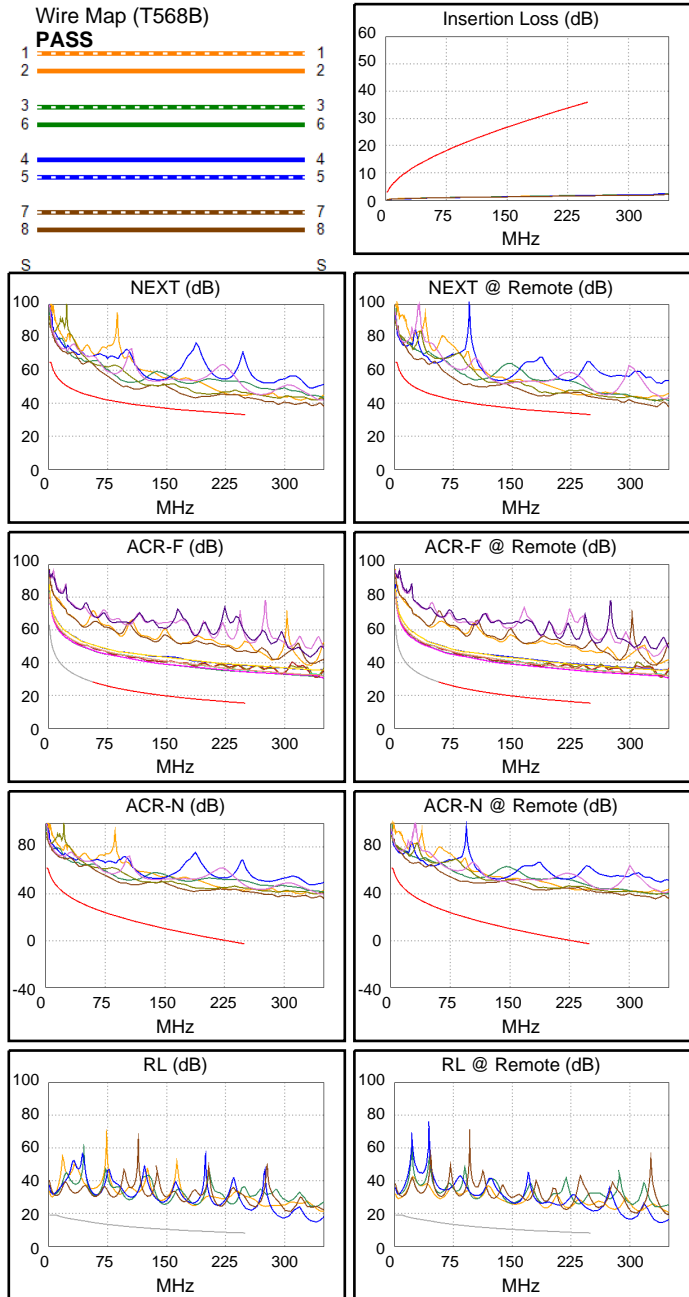 Wire Map (T568B)
PASS
1 1
2 2
3 3
6 6
4 4
5 5
7 7
8 8
S S
Insertion Loss (dB)
60
50
40
30
20
10
0
0 75 150 225 300
MHz
NEXT (dB)
100
80
60
40
20
0
0 75 150 225 300
MHz
NEXT @ Remote (dB)
100
80
60
40
20
0
0 75 150 225 300
MHz
ACR-F (dB)
100
80
60
40
20
0
0 75 150 225 300
MHz
ACR-F @ Remote (dB)
100
80
60
40
20
0
0 75 150 225 300
MHz
ACR-N (dB)
80
40
0
-40
0 75 150 225 300
MHz
ACR-N @ Remote (dB)
80
40
0
-40
0 75 150 225 300
MHz
RL (dB)
100
80
60
40
20
0
0 75 150 225 300
MHz
RL @ Remote (dB)
100
80
60
40
20
0
0 75 150 225 300
MHz